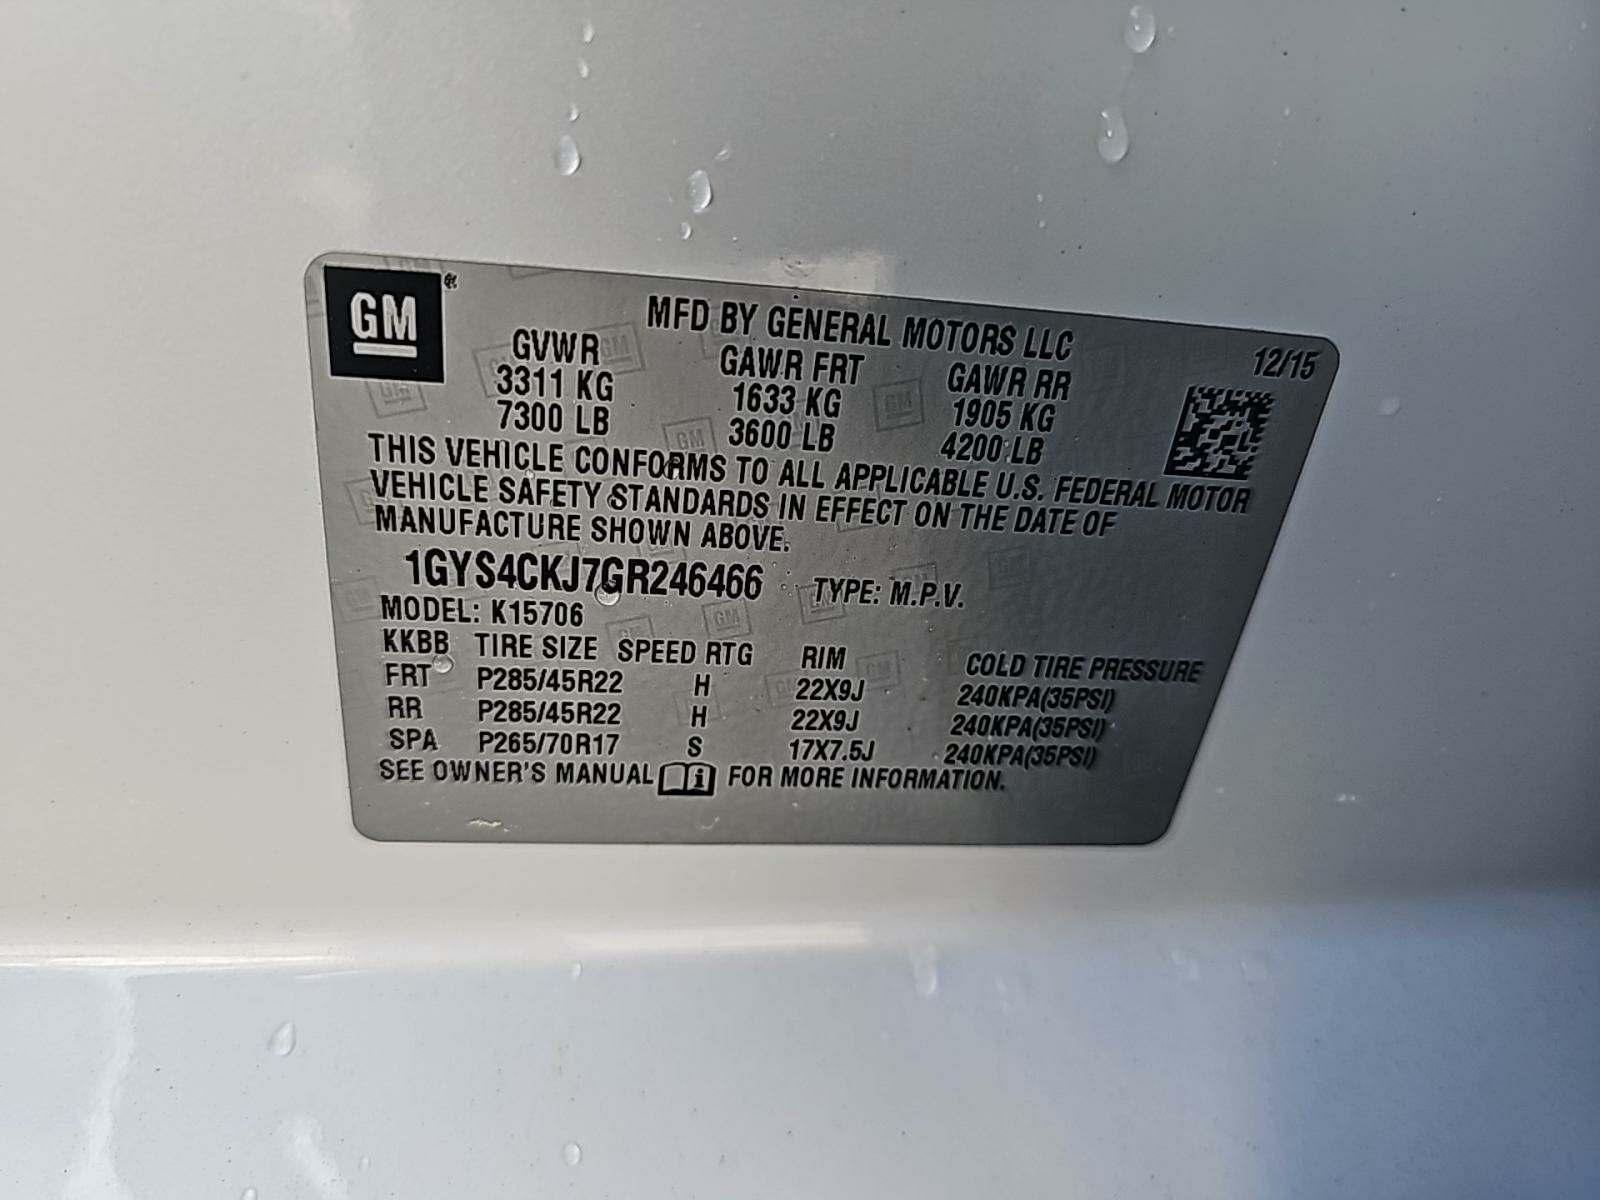 GM
MFD BY GENERAL MOTORS LLC
12/15
GVWR GAWR FRT GAWR RR
3311 KG 1633 KG 1905 KG
7300 LB 3600 LB 4200 LB
THIS VEHICLE CONFORMS TO ALL APPLICABLE U.S. FEDERAL MOTOR
VEHICLE SAFETY STANDARDS IN EFFECT ON THE DATE OF
MANUFACTURE SHOWN ABOVE.
1GYS4CKJ7GR246466 TYPE: M.P.V.
MODEL: K15706
KKBB TIRE SIZE SPEED RTG RIM COLD TIRE PRESSURE
FRT P285/45R22 H 22X9J 240KPA(35PSI)
RR P285/45R22 H 22X9J 240KPA(35PSI)
SPA P265/70R17 S 17X7.5J 240KPA(35PSI)
SEE OWNER'S MANUAL FOR MORE INFORMATION.